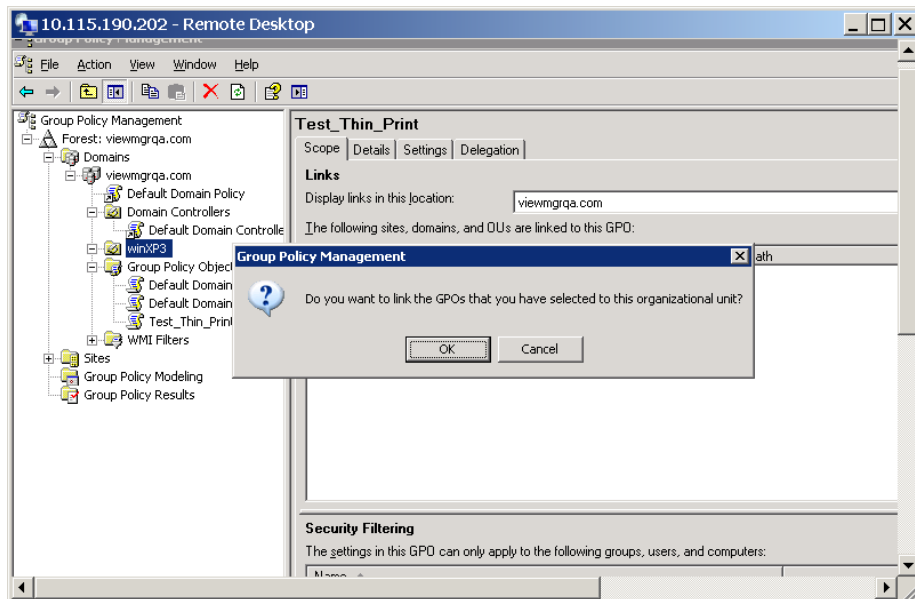 10.115.190.202 - Remote Desktop
Group Policy Management
File Action View Window Help
Group Policy Management
Forest: viewmgrqa.com
Domains
viewmgrqa.com
Default Domain Policy
Domain Controllers
Default Domain Controlle
winXP3
Group Policy Object
Default Domain
Default Domain
Test_Thin_Print
WMI Filters
Sites
Group Policy Modeling
Group Policy Results
Test_Thin_Print
Scope Details Settings Delegation
Links
Display links in this location: viewmgrqa.com
The following sites, domains, and OUs are linked to this GPO:
ath
Group Policy Management
Do you want to link the GPOs that you have selected to this organizational unit?
OK Cancel
Security Filtering
The settings in this GPO can only apply to the following groups, users, and computers:
Name